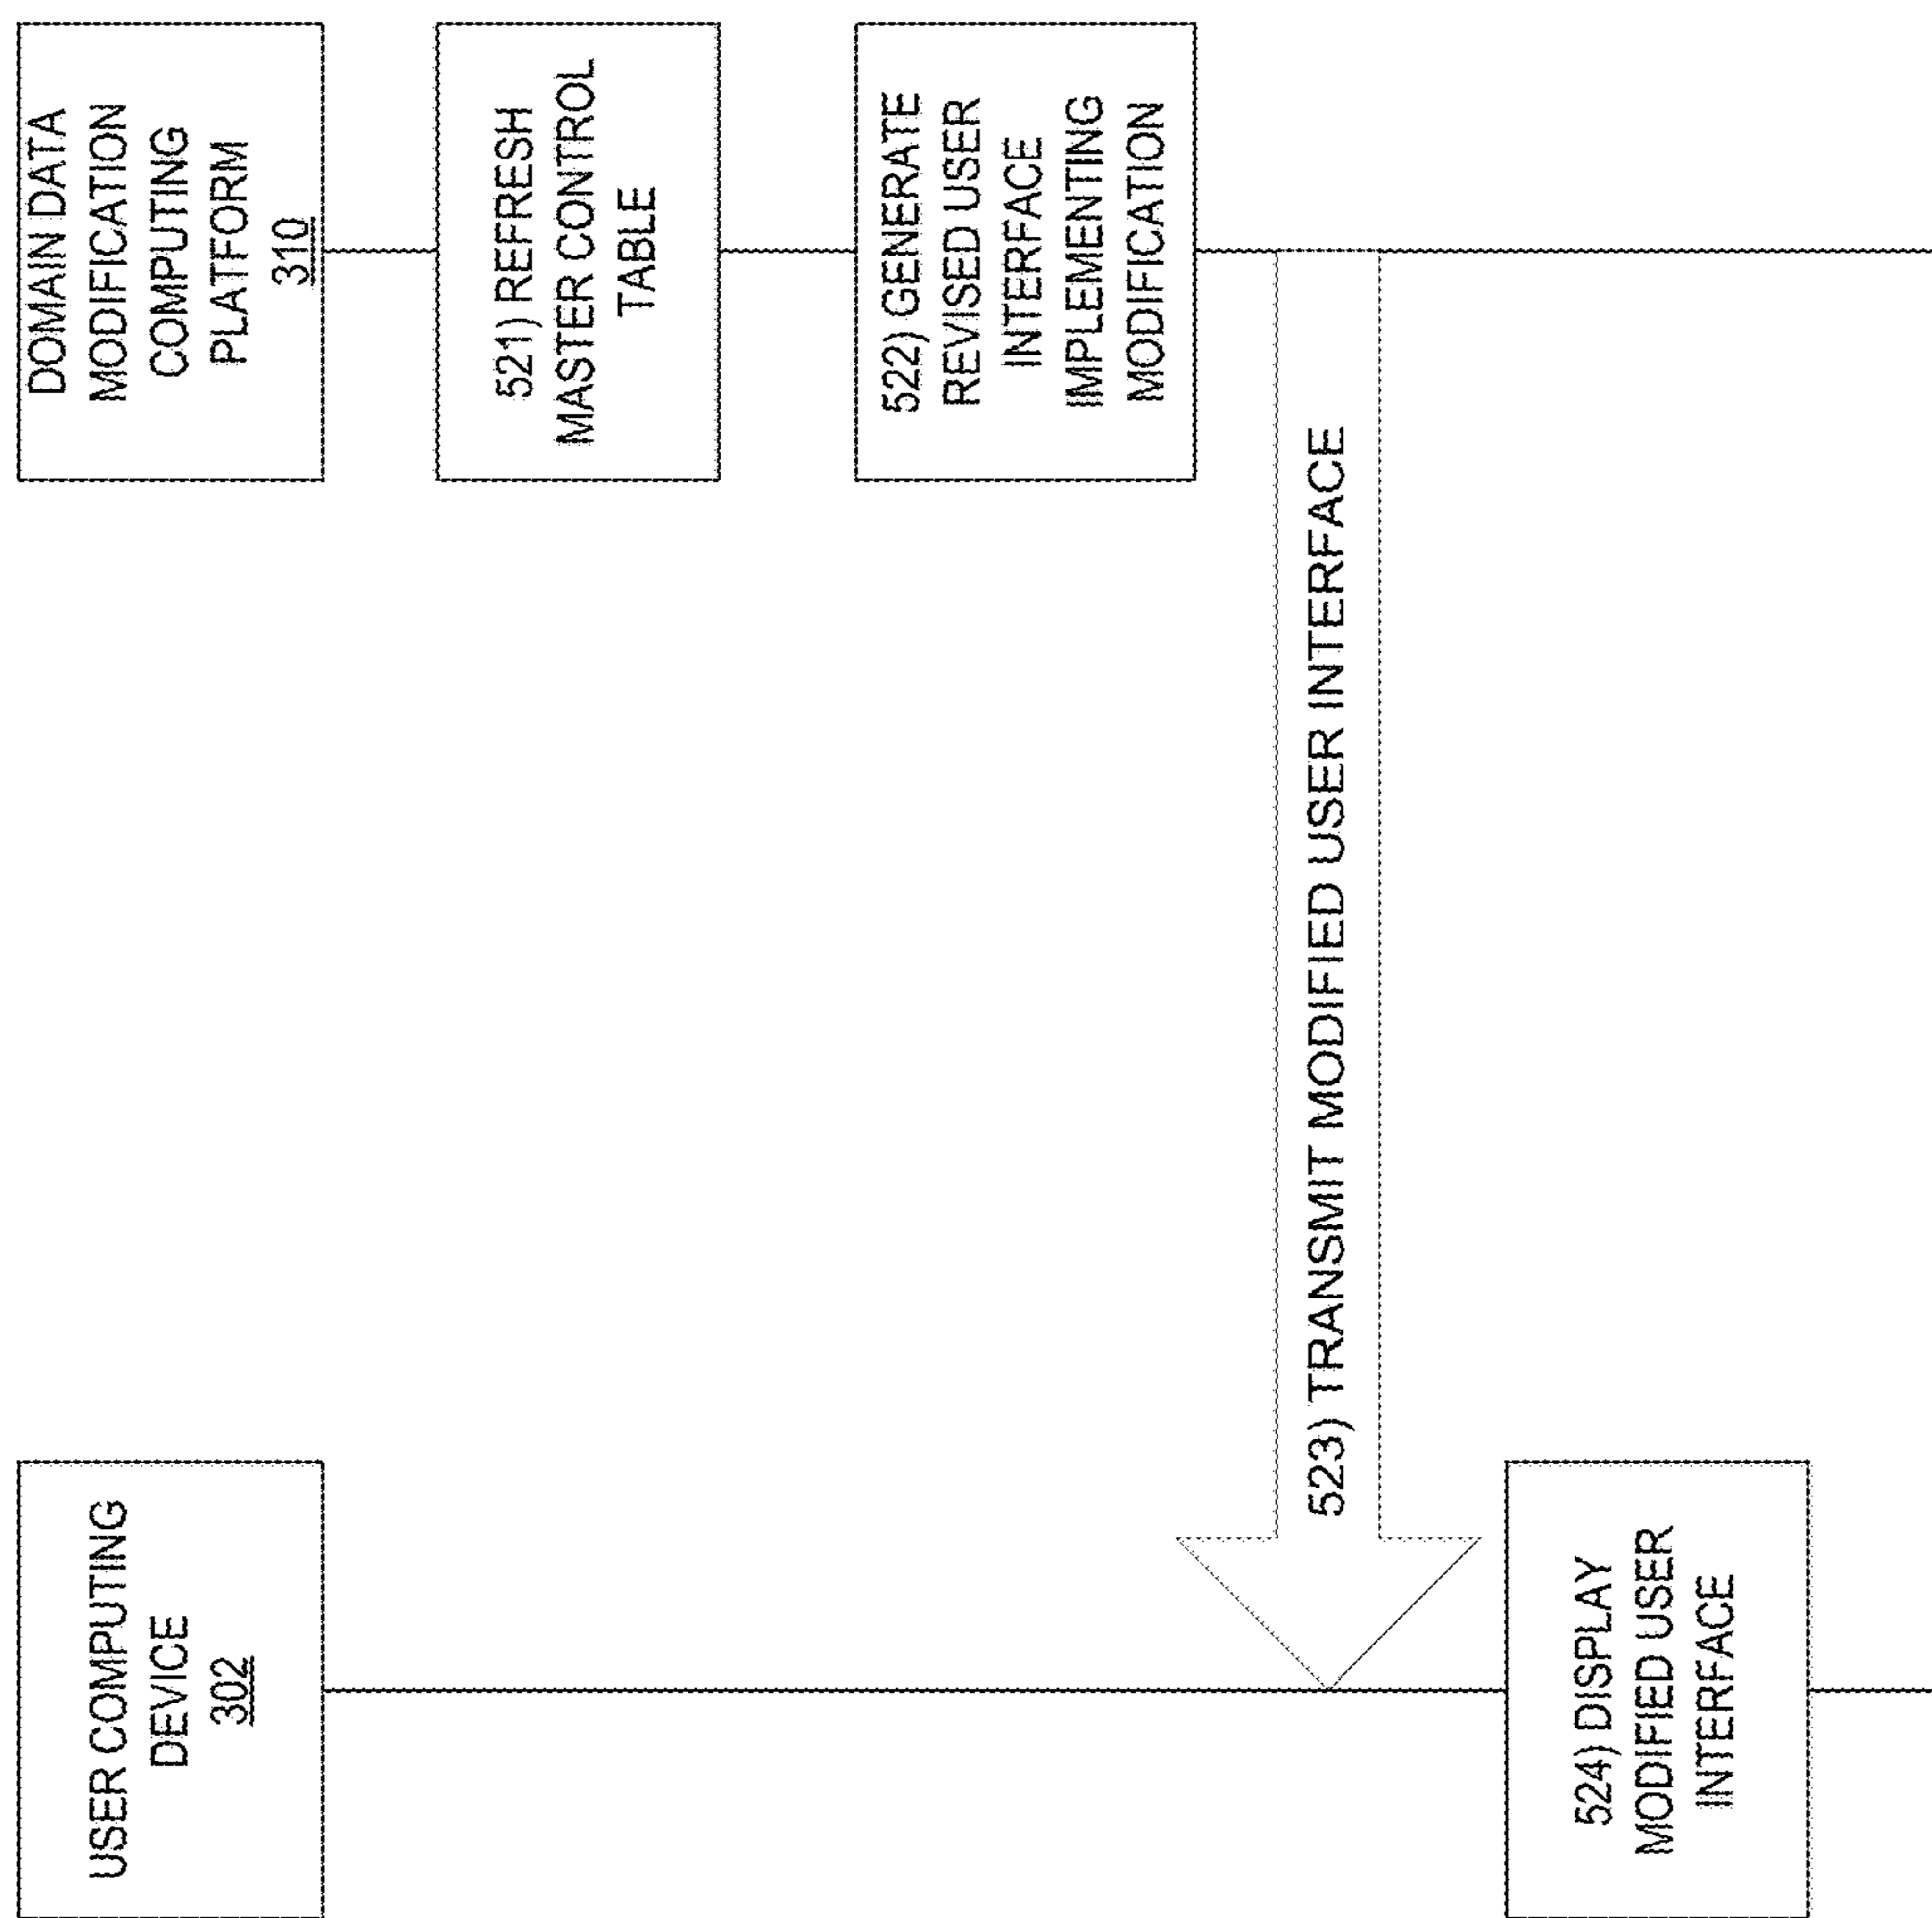 USER COMPUTING
DEVICE
302
DOMAIN DATA
MODIFICATION
COMPUTING
PLATFORM
310
521) REFRESH
MASTER CONTROL
TABLE
522) GENERATE
REVISED USER
INTERFACE
IMPLEMENTING
MODIFICATION
523) TRANSMIT MODIFIED USER INTERFACE
524) DISPLAY
MODIFIED USER
INTERFACE